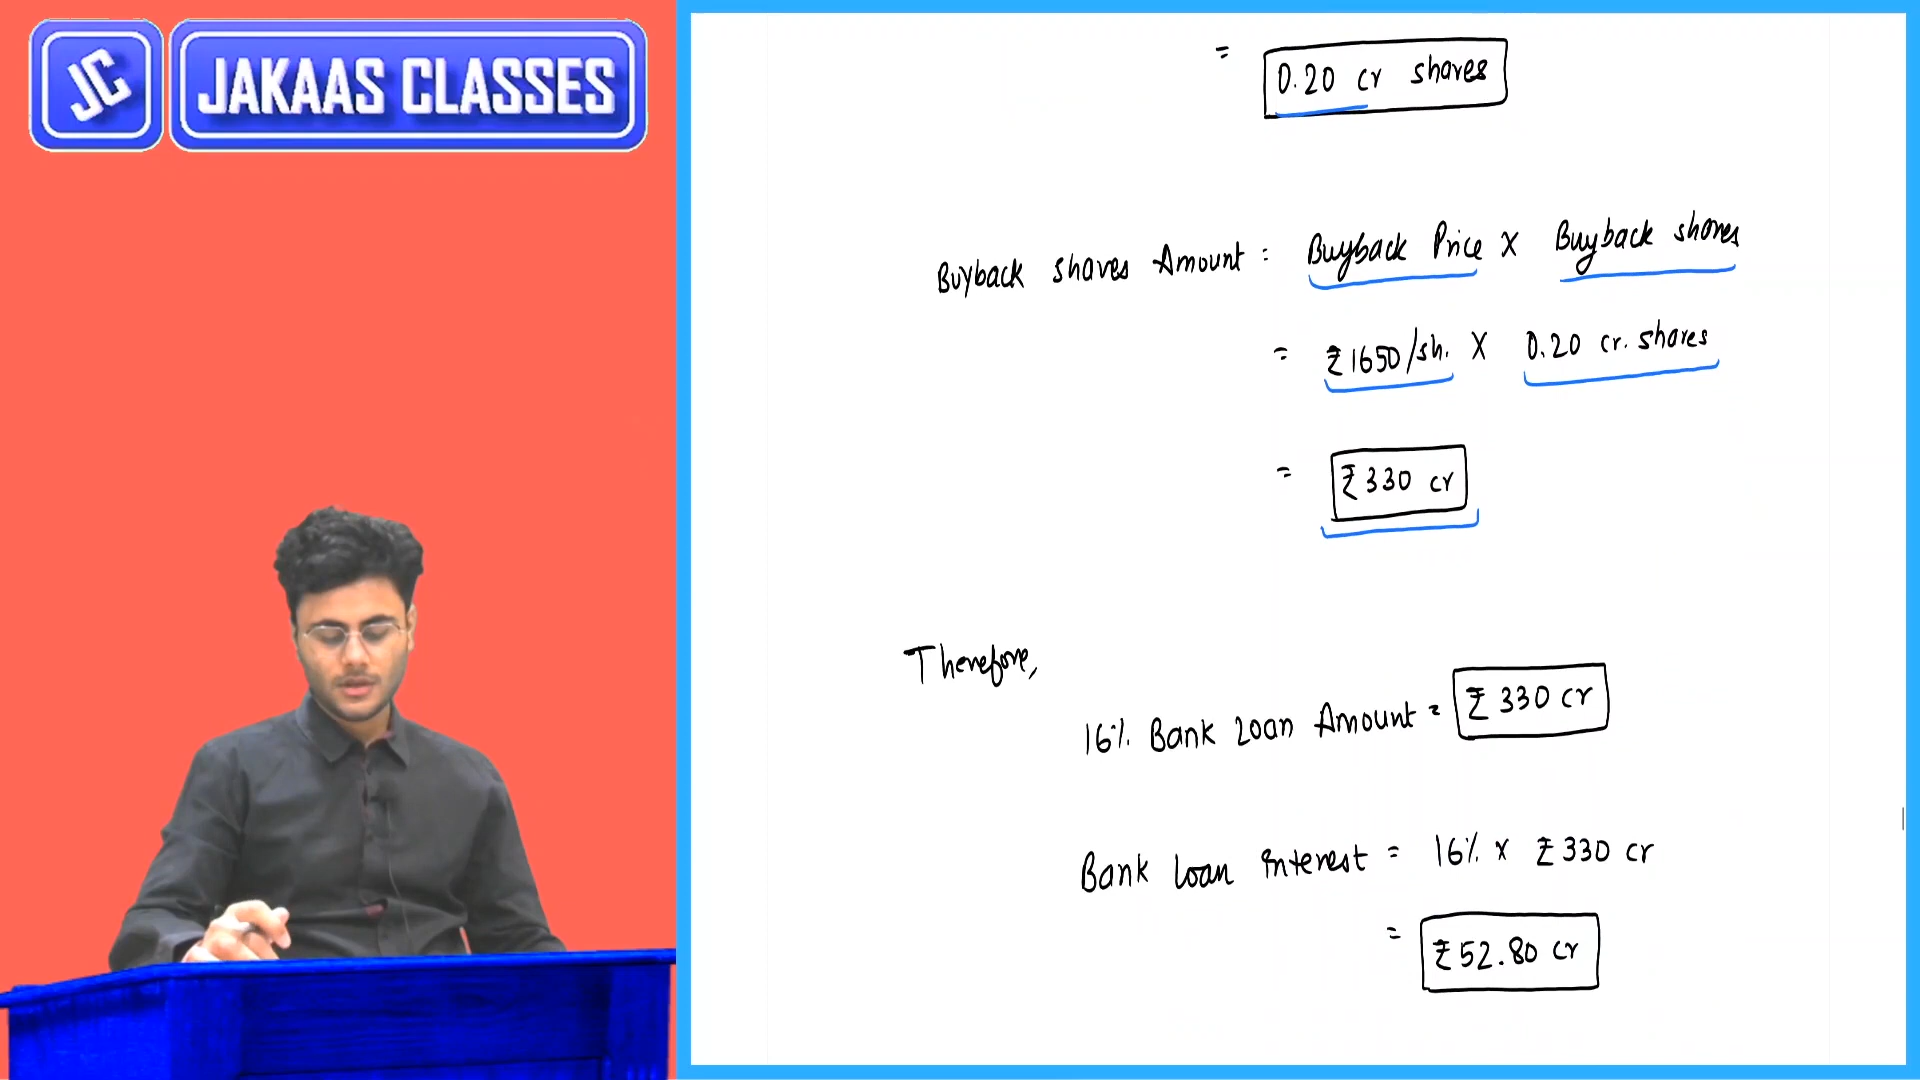 JC JAKAAS CLASSES
= 0.20 cr shares
Buyback shares Amount = Buyback Price X Buyback shares
= ₹1650/sh. X 0.20 cr. shares
= ₹330 cr
Therefore,
16% Bank Loan Amount = ₹330 cr
Bank Loan Interest = 16% x ₹330 cr
= ₹52.80 cr